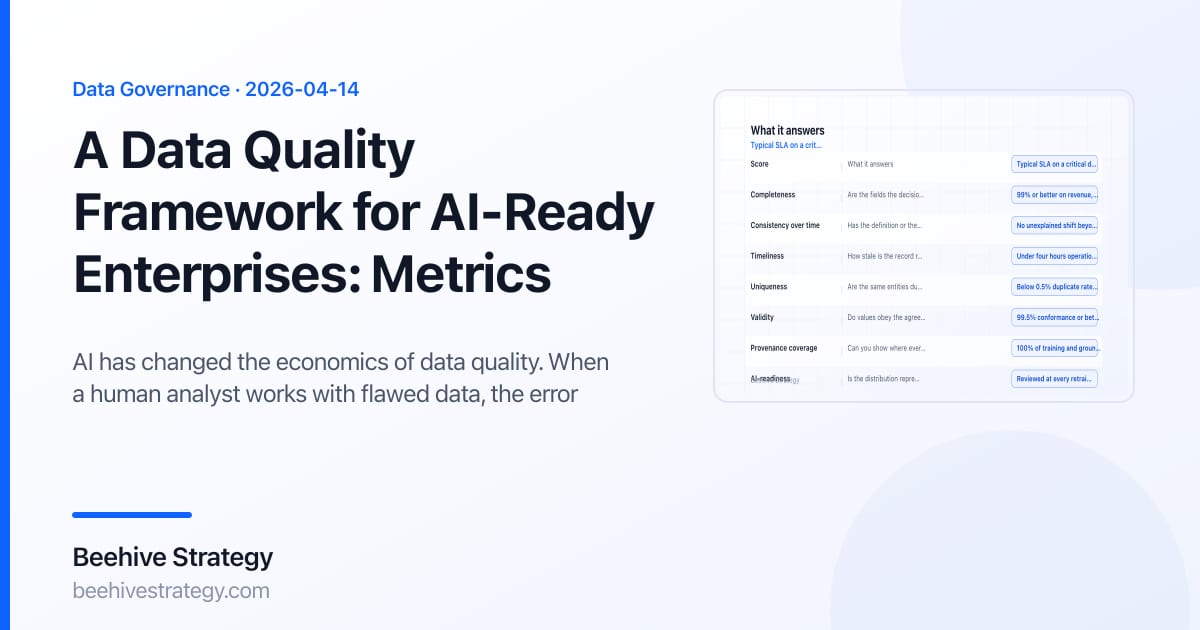 Data Governance · 2026-04-14
A Data Quality
Framework for AI-Ready
Enterprises: Metrics
AI has changed the economics of data quality. When
a human analyst works with flawed data, the error
Beehive Strategy
beehivestrategy.com
What it answers
Typical SLA on a crit...
Score What it answers Typical SLA on a critical d...
Completeness Are the fields the decisio... 99% or better on revenue,...
Consistency over time Has the definition or the... No unexplained shift beyo...
Timeliness How stale is the record r... Under four hours operatio...
Uniqueness Are the same entities du... Below 0.5% duplicate rate...
Validity Do values obey the agree... 99.5% conformance or bet...
Provenance coverage Can you show where ever... 100% of training and groun...
AI-readiness Is the distribution repre... Reviewed at every retrai...